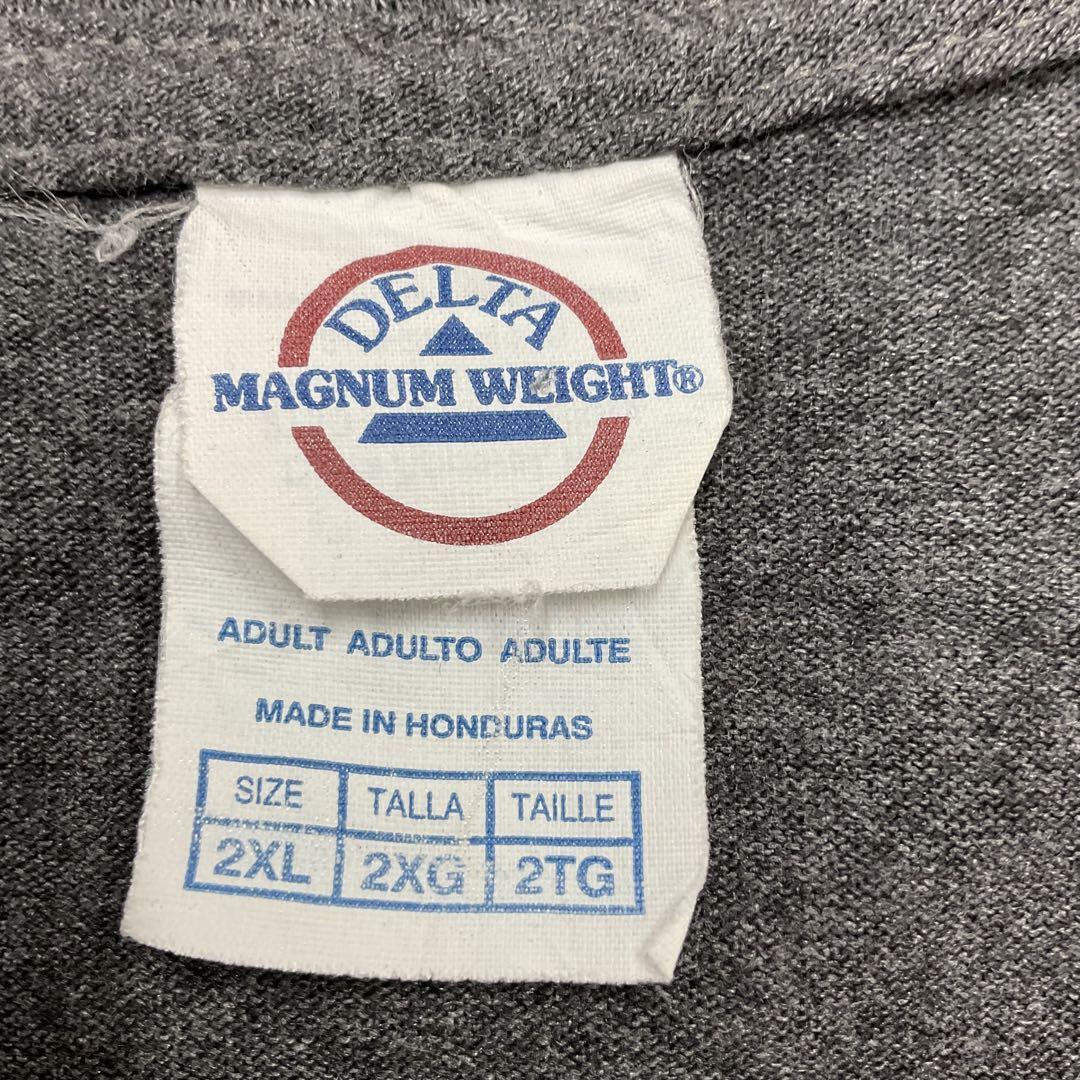 DELTA
MAGNUM WEIGHT®
ADULT ADULTO ADULTE
MADE IN HONDURAS
SIZE TALLA TAILLE
2XL 2XG 2TG